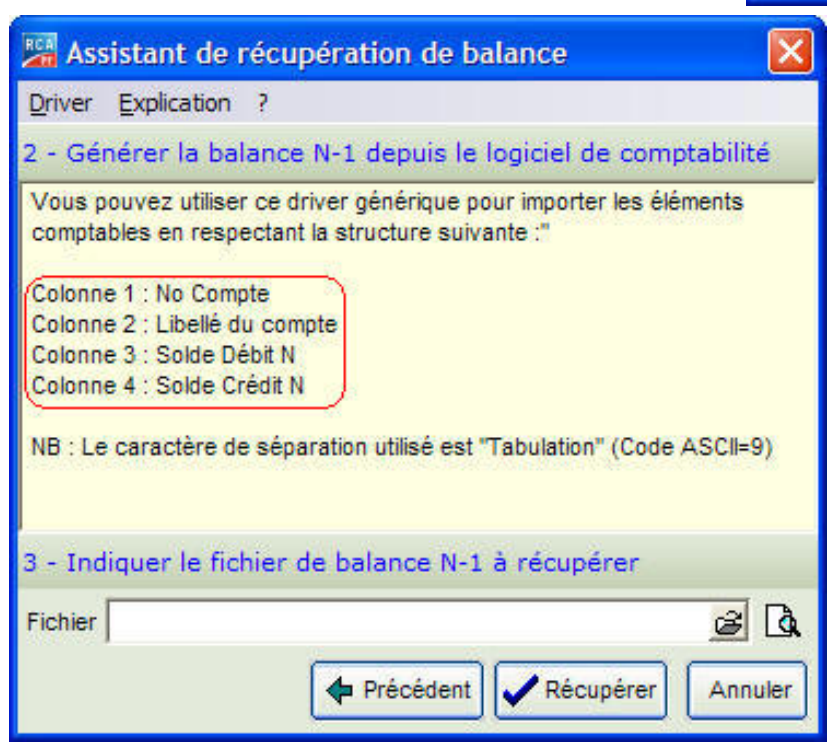 RCA
PT
Assistant de récupération de balance
Driver Explication ?
2 - Générer la balance N-1 depuis le logiciel de comptabilité
Vous pouvez utiliser ce driver générique pour importer les éléments
comptables en respectant la structure suivante :"
Colonne 1 : No Compte
Colonne 2 : Libellé du compte
Colonne 3 : Solde Débit N
Colonne 4 : Solde Crédit N
NB : Le caractère de séparation utilisé est "Tabulation" (Code ASCII=9)
3 - Indiquer le fichier de balance N-1 à récupérer
Fichier
Précédent Récupérer Annuler